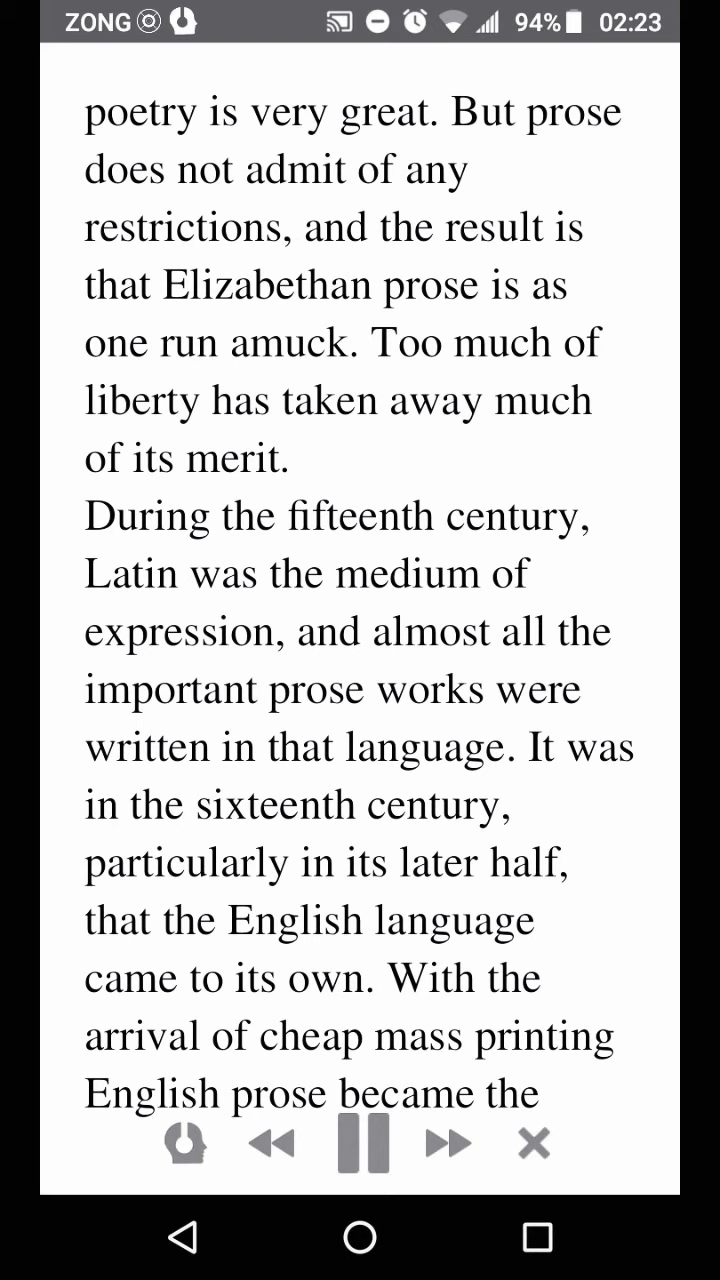 ZONG 94% 02:23
poetry is very great. But prose
does not admit of any
restrictions, and the result is
that Elizabethan prose is as
one run amuck. Too much of
liberty has taken away much
of its merit.
During the fifteenth century,
Latin was the medium of
expression, and almost all the
important prose works were
written in that language. It was
in the sixteenth century,
particularly in its later half,
that the English language
came to its own. With the
arrival of cheap mass printing
English prose became the